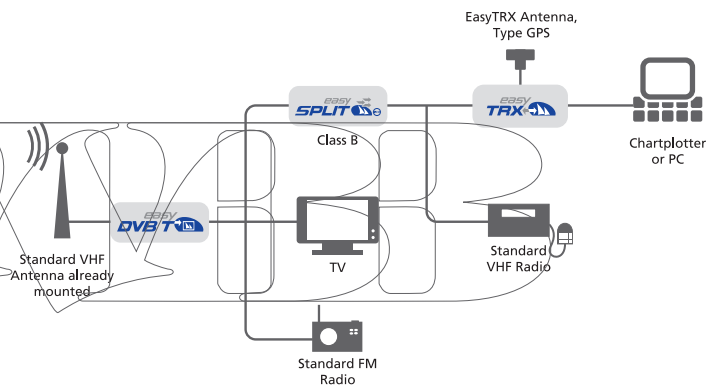 EasyTRX Antenna,
Type GPS
easy
SPLIT
Class B
easy
TRX
Chartplotter
or PC
easy
DVBT
Standard VHF
Antenna already
mounted
TV
Standard
VHF Radio
Standard FM
Radio